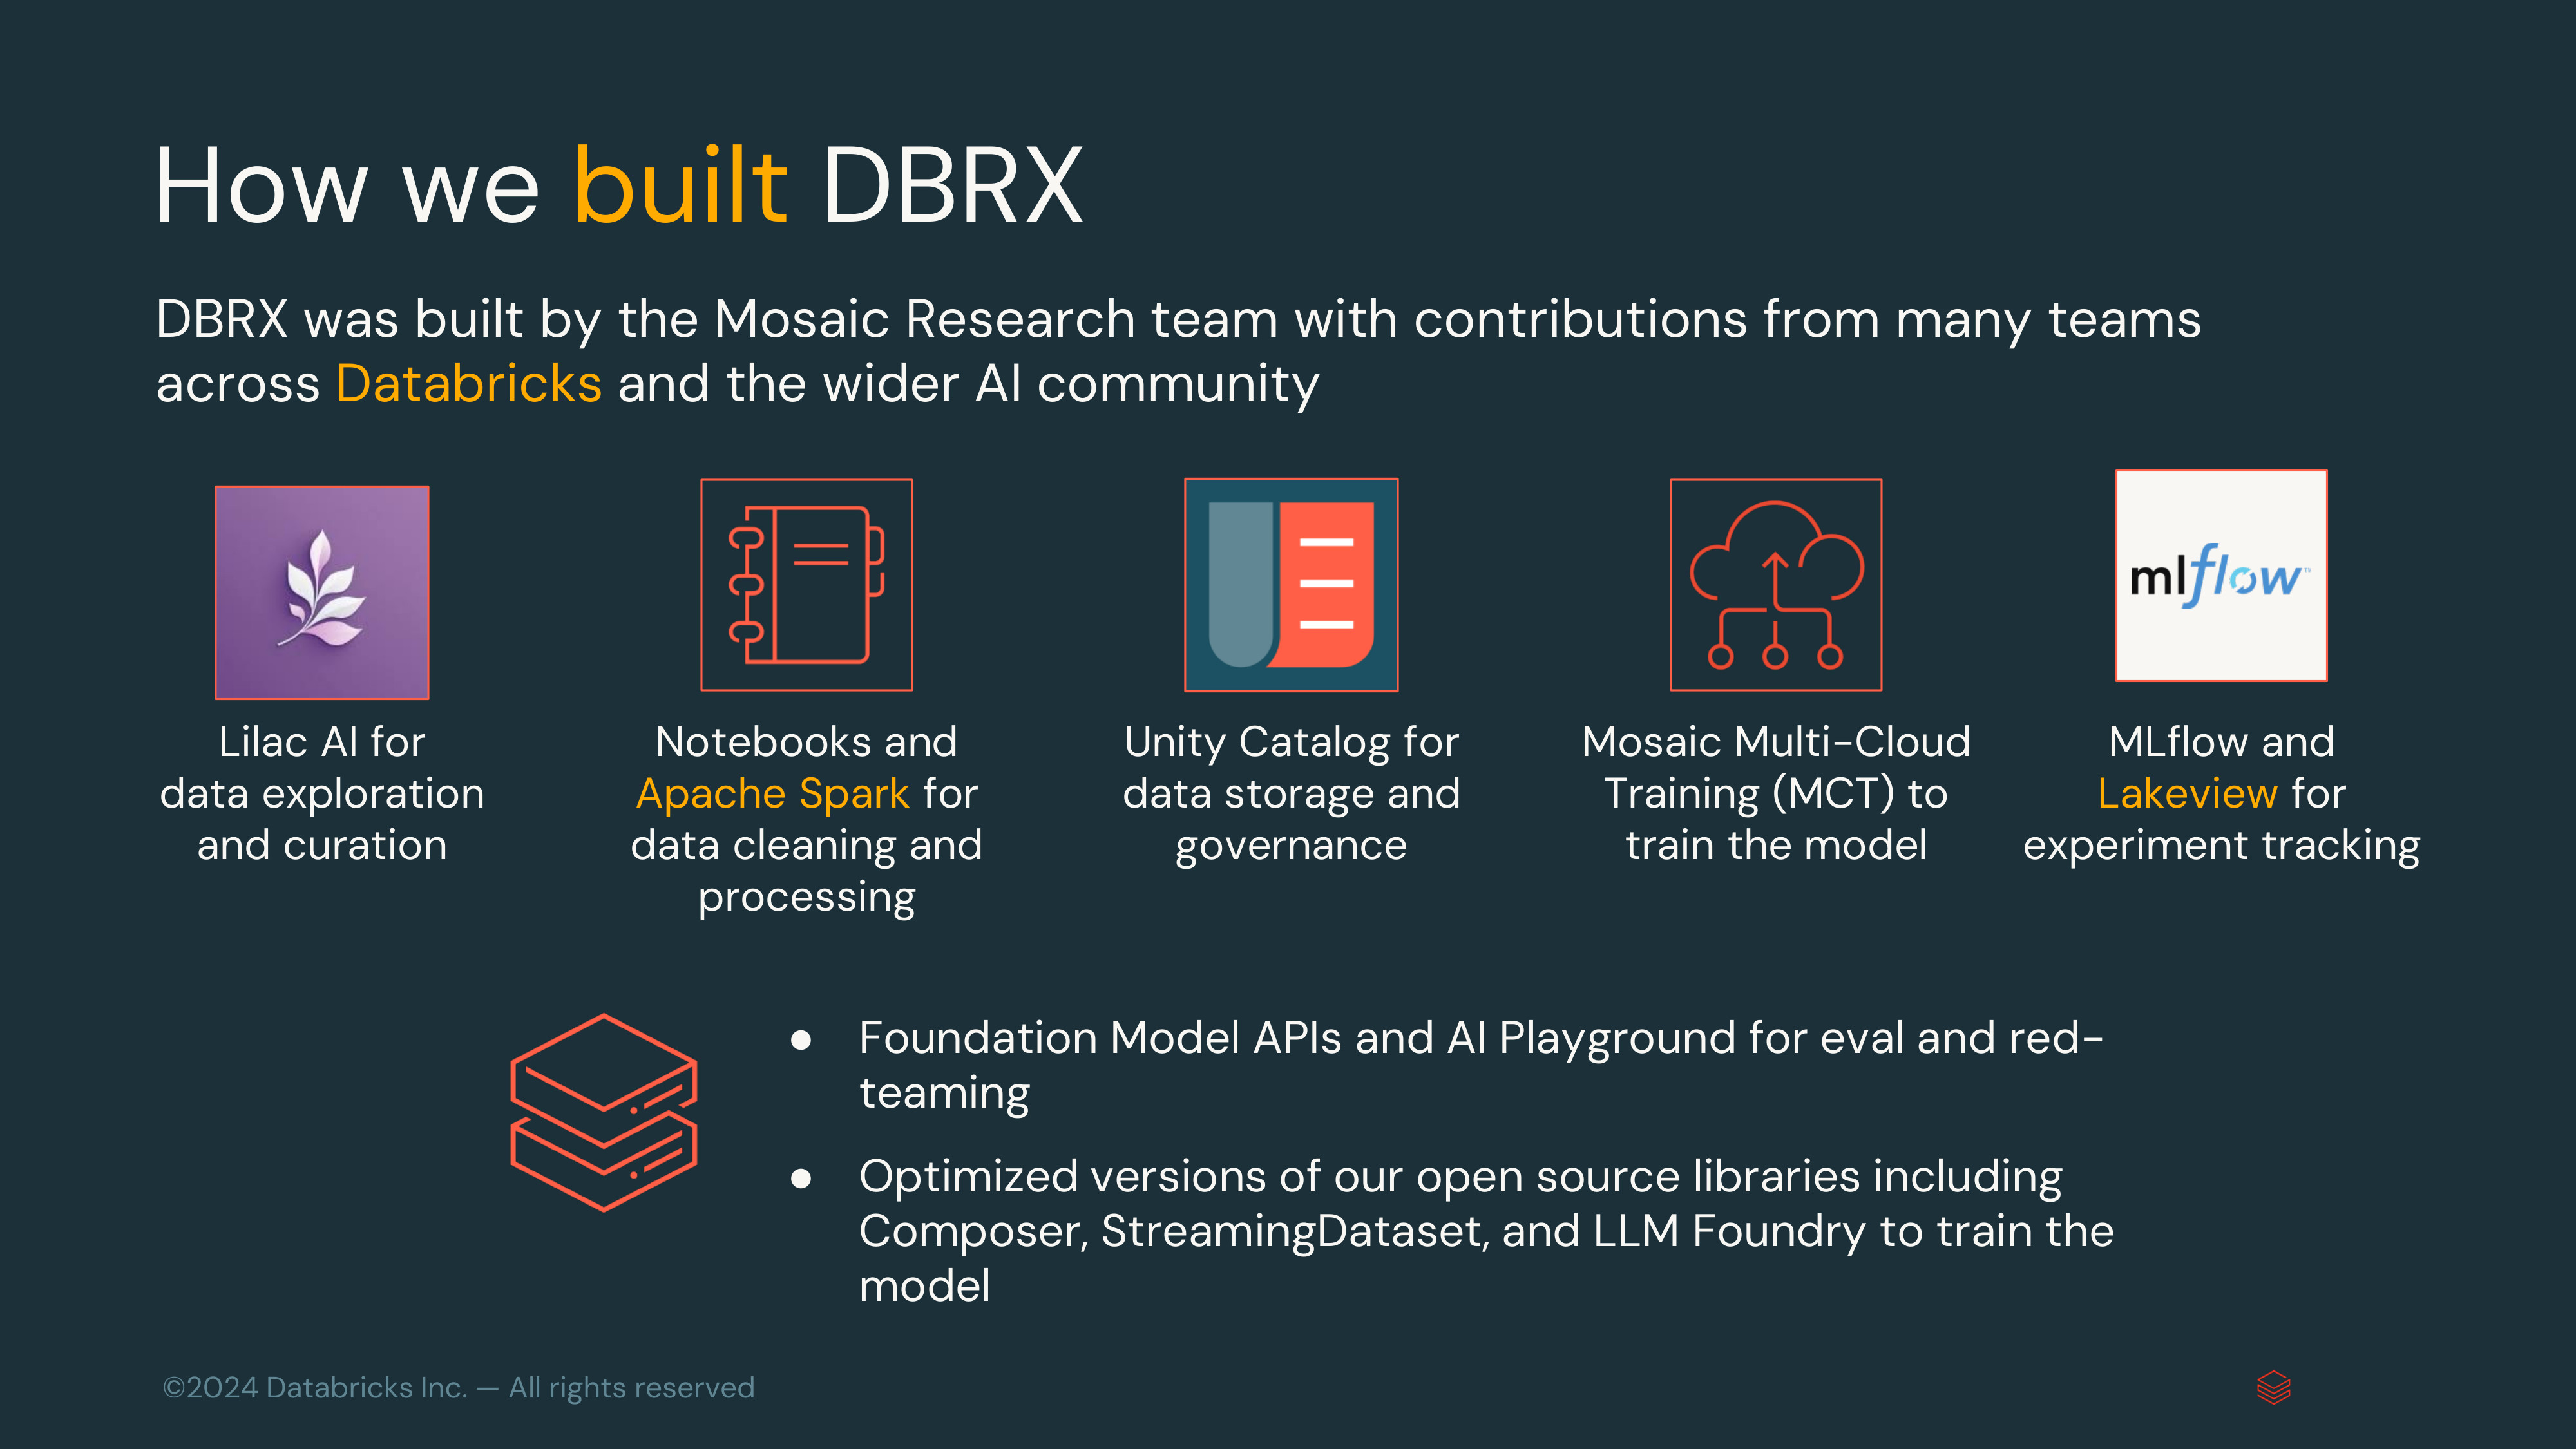 How we built DBRX
DBRX was built by the Mosaic Research team with contributions from many teams
across Databricks and the wider AI community
mlflow™
Lilac AI for
data exploration
and curation
Notebooks and
Apache Spark for
data cleaning and
processing
Unity Catalog for
data storage and
governance
Mosaic Multi-Cloud
Training (MCT) to
train the model
MLflow and
Lakeview for
experiment tracking
● Foundation Model APIs and AI Playground for eval and red-
teaming
● Optimized versions of our open source libraries including
Composer, StreamingDataset, and LLM Foundry to train the
model
©2024 Databricks Inc. — All rights reserved